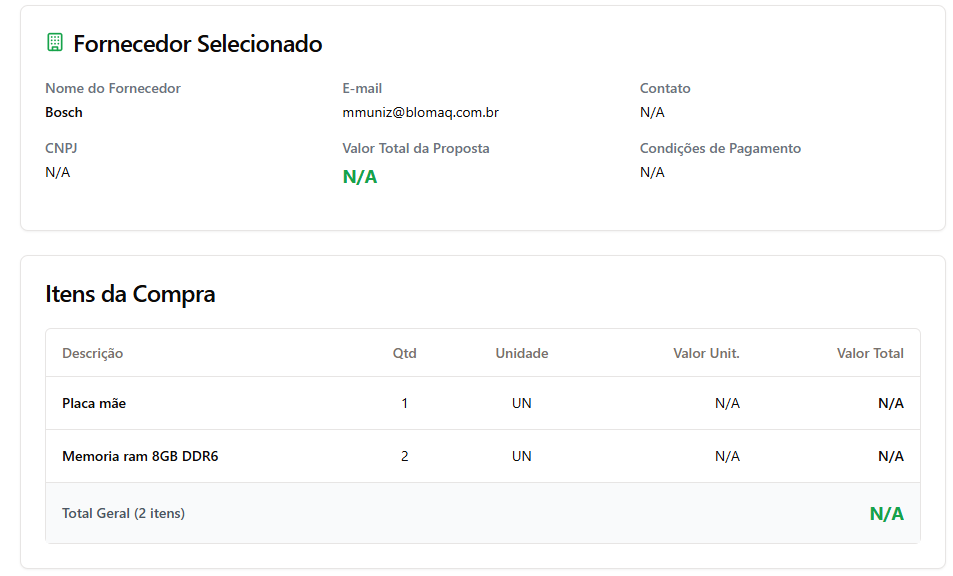 Fornecedor Selecionado
Nome do Fornecedor E-mail Contato
Bosch mmuniz@blomaq.com.br N/A
CNPJ Valor Total da Proposta Condições de Pagamento
N/A N/A N/A
Itens da Compra
Descrição Qtd Unidade Valor Unit. Valor Total
Placa mãe 1 UN N/A N/A
Memoria ram 8GB DDR6 2 UN N/A N/A
Total Geral (2 itens) N/A